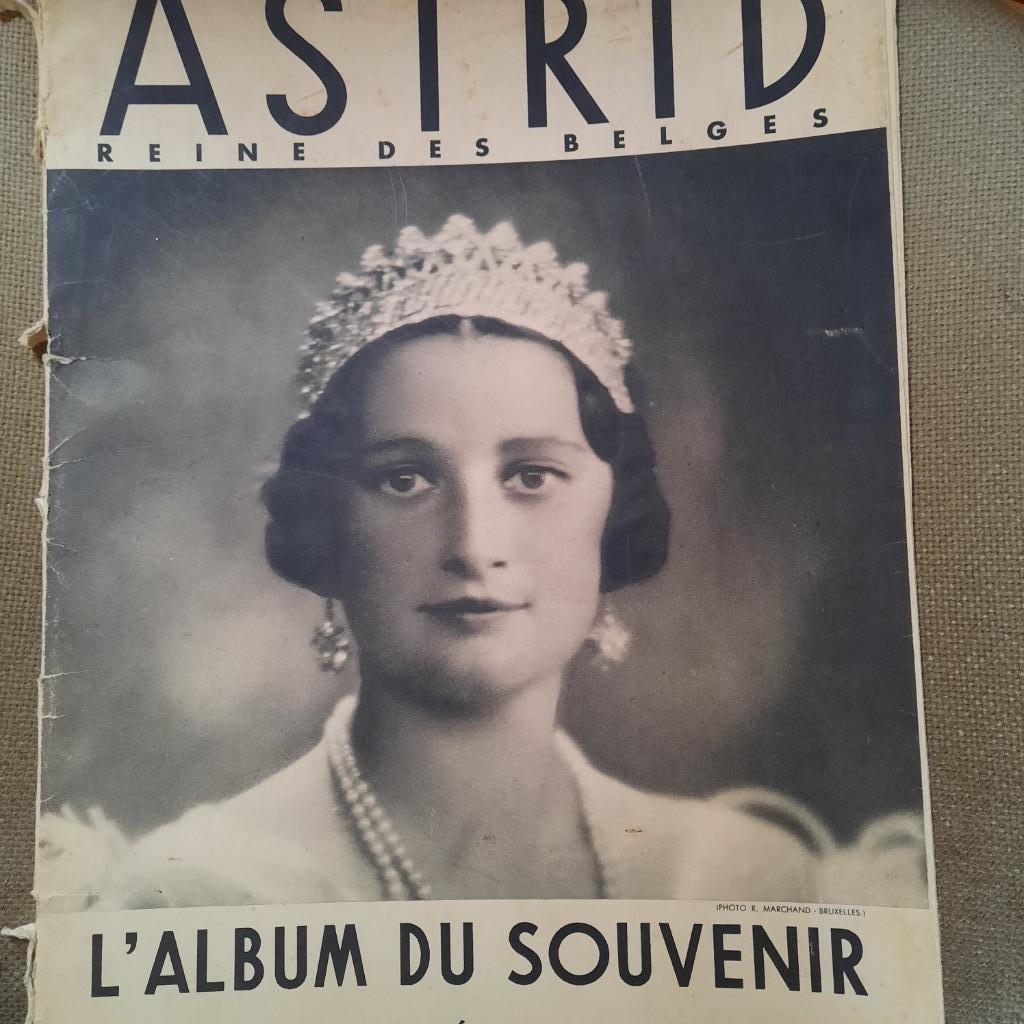 ASTRID
REINE DES BELGES
(PHOTO R. MARCHAND - BRUXELLES.)
L'ALBUM DU SOUVENIR